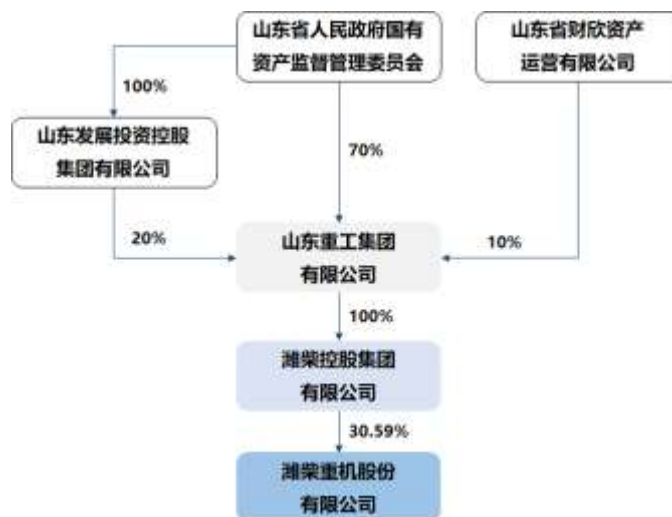 山东省人民政府国有
资产监督管理委员会
山东省财欣资产
运营有限公司
100%
山东发展投资控股
集团有限公司
70%
20%
山东重工集团
有限公司
10%
100%
潍柴控股集团
有限公司
30.59%
潍柴重机股份
有限公司